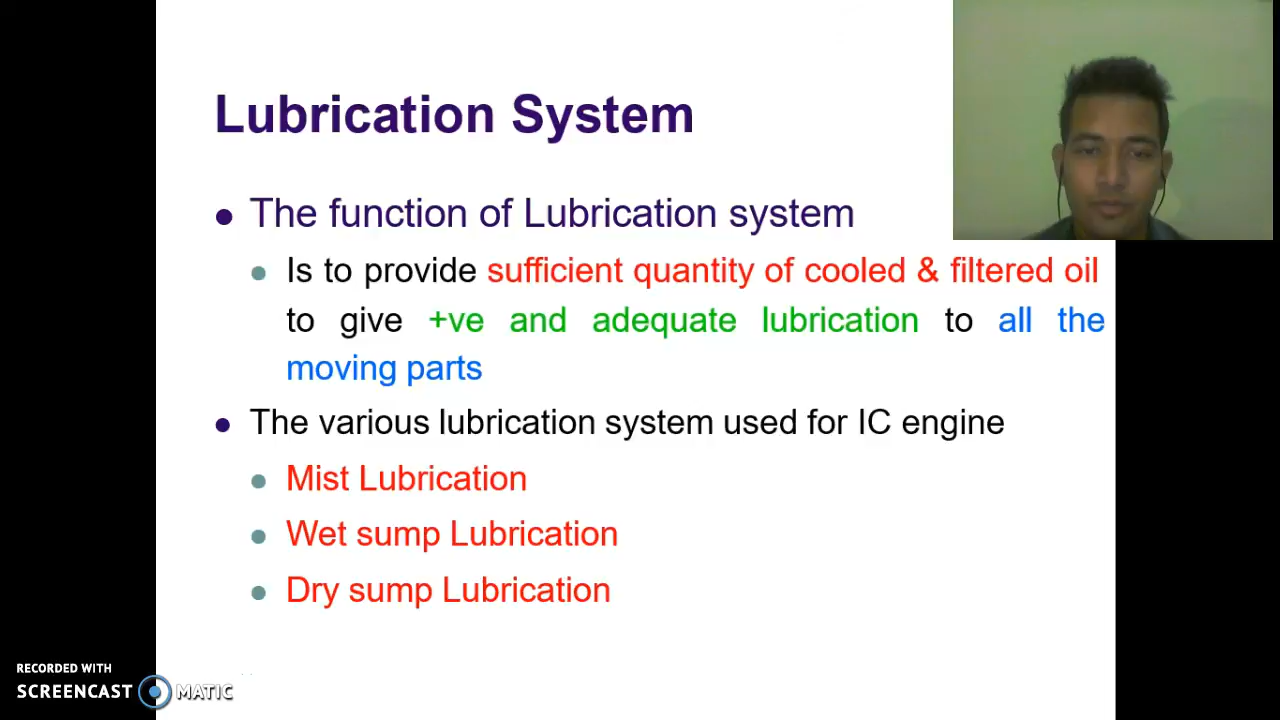 Lubrication System
The function of Lubrication system
Is to provide sufficient quantity of cooled & filtered oil
to give +ve and adequate lubrication to all the
moving parts
The various lubrication system used for IC engine
Mist Lubrication
Wet sump Lubrication
Dry sump Lubrication
RECORDED WITH
SCREENCAST MATIC